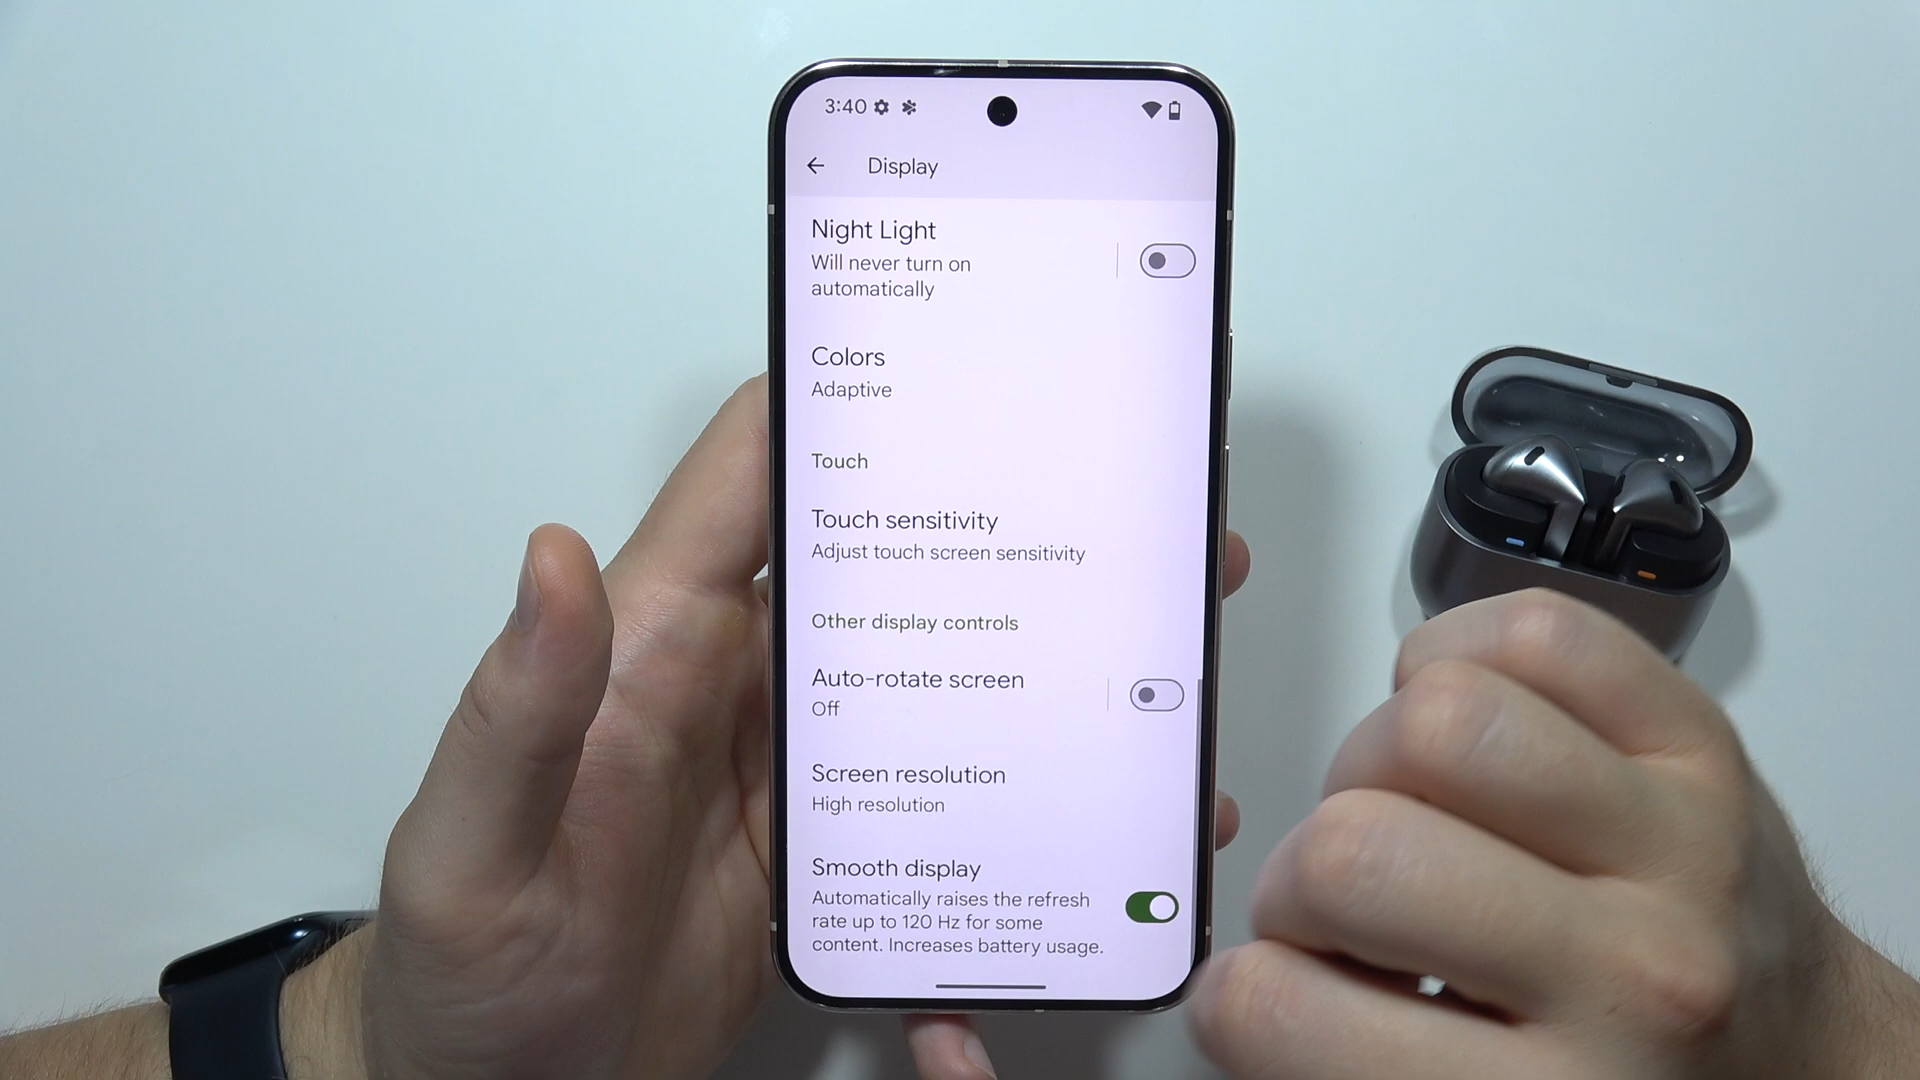 3:40
Display
Night Light
Will never turn on
automatically
Colors
Adaptive
Touch
Touch sensitivity
Adjust touch screen sensitivity
Other display controls
Auto-rotate screen
Off
Screen resolution
High resolution
Smooth display
Automatically raises the refresh
rate up to 120 Hz for some
content. Increases battery usage.